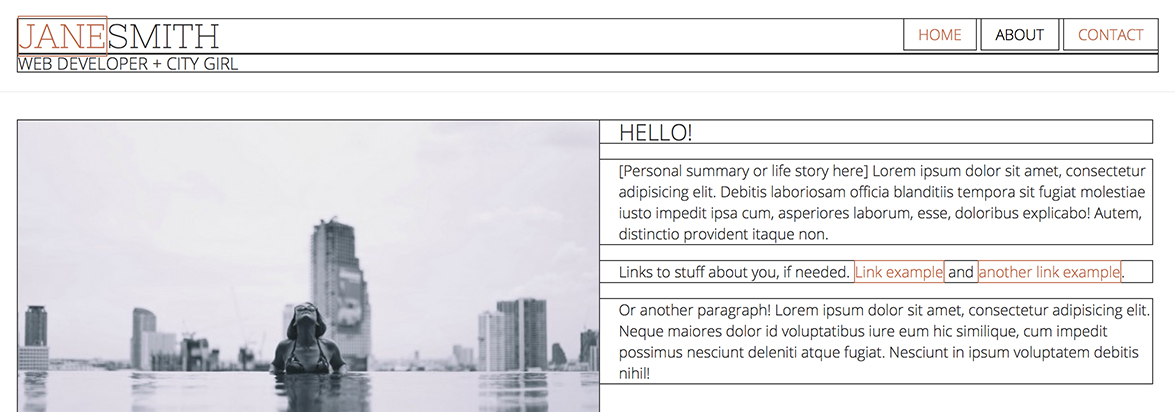 JANESMITH
HOME ABOUT CONTACT
WEB DEVELOPER + CITY GIRL
HELLO!
[Personal summary or life story here] Lorem ipsum dolor sit amet, consectetur
adipisicing elit. Debitis laboriosam officia blanditiis tempora sit fugiat molestiae
iusto impedit ipsa cum, asperiores laborum, esse, doloribus explicabo! Autem,
distinctio provident itaque non.
Links to stuff about you, if needed. Link example and another link example.
Or another paragraph! Lorem ipsum dolor sit amet, consectetur adipisicing elit.
Neque maiores dolor id voluptatibus iure eum hic similique, cum impedit
possimus nesciunt deleniti atque fugiat. Nesciunt in ipsum voluptatem debitis
nihil!